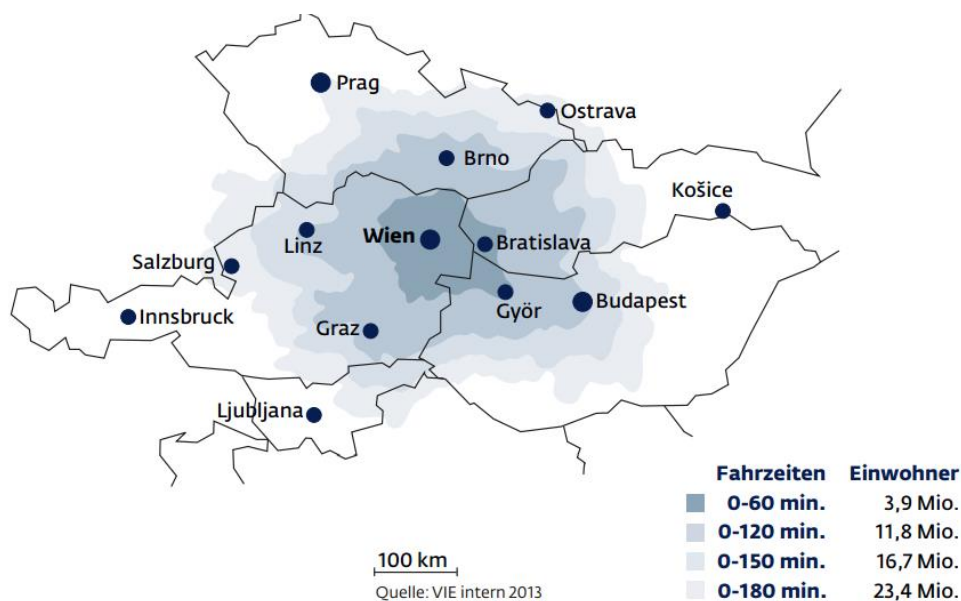 Prag
Ostrava
Brno
Košice
Linz
Wien
Bratislava
Salzburg
Innsbruck
Graz
Györ
Budapest
Ljubljana
Fahrzeiten Einwohner
0-60 min. 3,9 Mio.
0-120 min. 11,8 Mio.
0-150 min. 16,7 Mio.
0-180 min. 23,4 Mio.
100 km
Quelle: VIE intern 2013